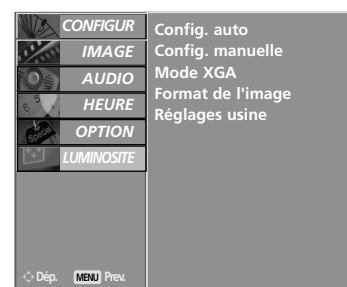 CONFIGUR
IMAGE
AUDIO
HEURE
OPTION
Special
LUMINOSITE
Config. auto
Config. manuelle
Mode XGA
Format de l'image
Réglages usine
Dép. MENU Prev.